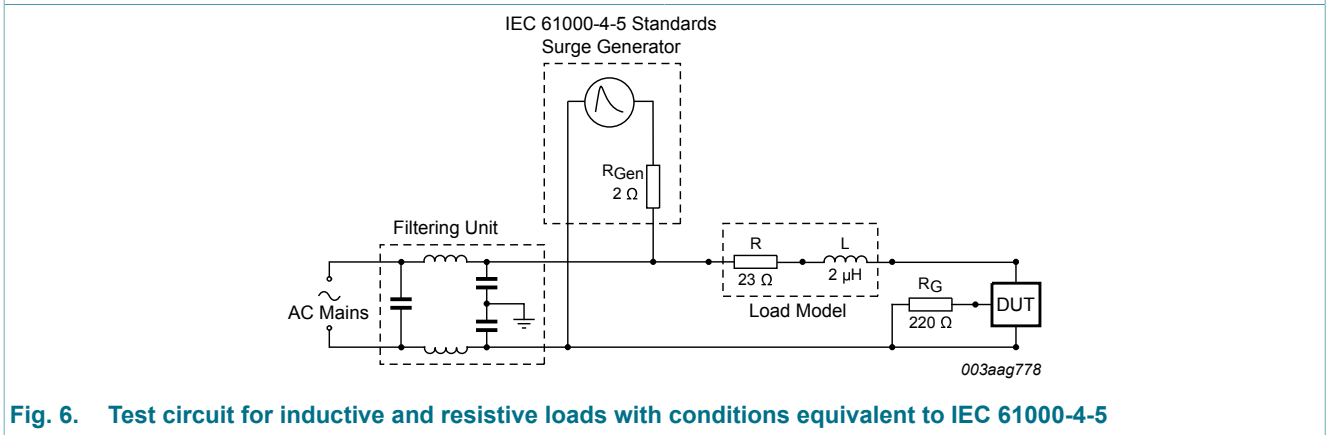 IEC 61000-4-5 Standards
Surge Generator
RGen
2 Ω
Filtering Unit
R
L
23 Ω
2 μH
RG
DUT
AC Mains
Load Model
220 Ω
003aag778
Fig. 6. Test circuit for inductive and resistive loads with conditions equivalent to IEC 61000-4-5